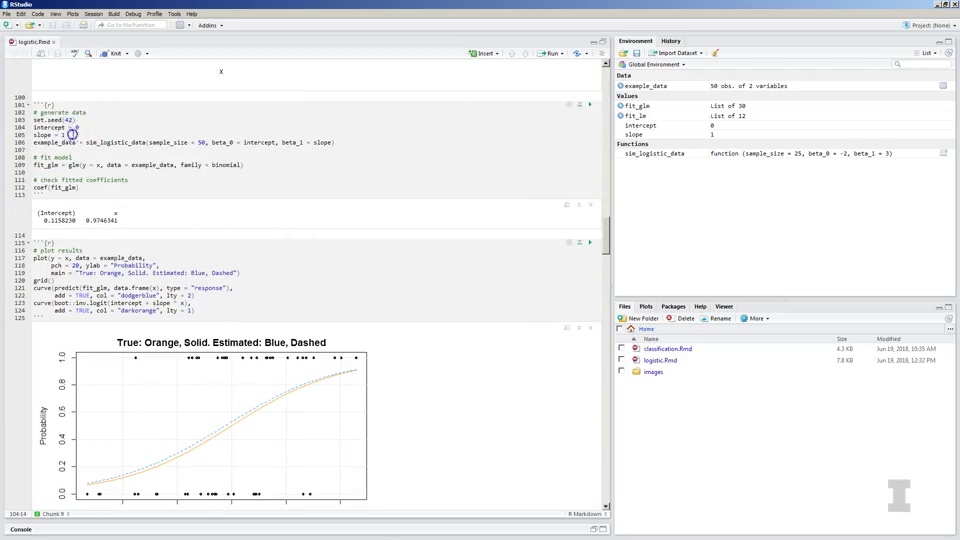 RStudio
File Edit Code View Plots Session Build Debug Profile Tools Help
Go to file/function
Addins
Project: (None)
logistic.Rmd
Knit
Insert
Run
x
100
101 ```{r}
102 # generate data
103 set.seed(42)
104 intercept = 0
105 slope = 1
106 example_data = sim_logistic_data(sample_size = 50, beta_0 = intercept, beta_1 = slope)
107
108 # fit model
109 fit_glm = glm(y ~ x, data = example_data, family = binomial)
110
111 # check fitted coefficients
112 coef(fit_glm)
113 ```
(Intercept) x
0.1158230 0.9746341
114
115 ```{r}
116 # plot results
117 plot(y ~ x, data = example_data,
118 pch = 20, ylab = "Probability",
119 main = "True: Orange, Solid. Estimated: Blue, Dashed")
120 grid()
121 curve(predict(fit_glm, data.frame(x), type = "response"),
122 add = TRUE, col = "dodgerblue", lty = 2)
123 curve(boot::inv.logit(intercept + slope * x),
124 add = TRUE, col = "darkorange", lty = 1)
125 ```
True: Orange, Solid. Estimated: Blue, Dashed
Probability
1.0
0.8
0.6
0.4
0.2
0.0
104:14 Chunk 9 R Markdown
Console
Environment History
Import Dataset
List
Global Environment
Data
example_data 50 obs. of 2 variables
Values
fit_glm List of 30
fit_lm List of 12
intercept 0
slope 1
Functions
sim_logistic_data function (sample_size = 25, beta_0 = -2, beta_1 = 3)
Files Plots Packages Help Viewer
New Folder Delete Rename More
Home
Name Size Modified
classification.Rmd 4.3 KB Jun 19, 2018, 10:35 AM
logistic.Rmd 7.8 KB Jun 19, 2018, 12:32 PM
images
I